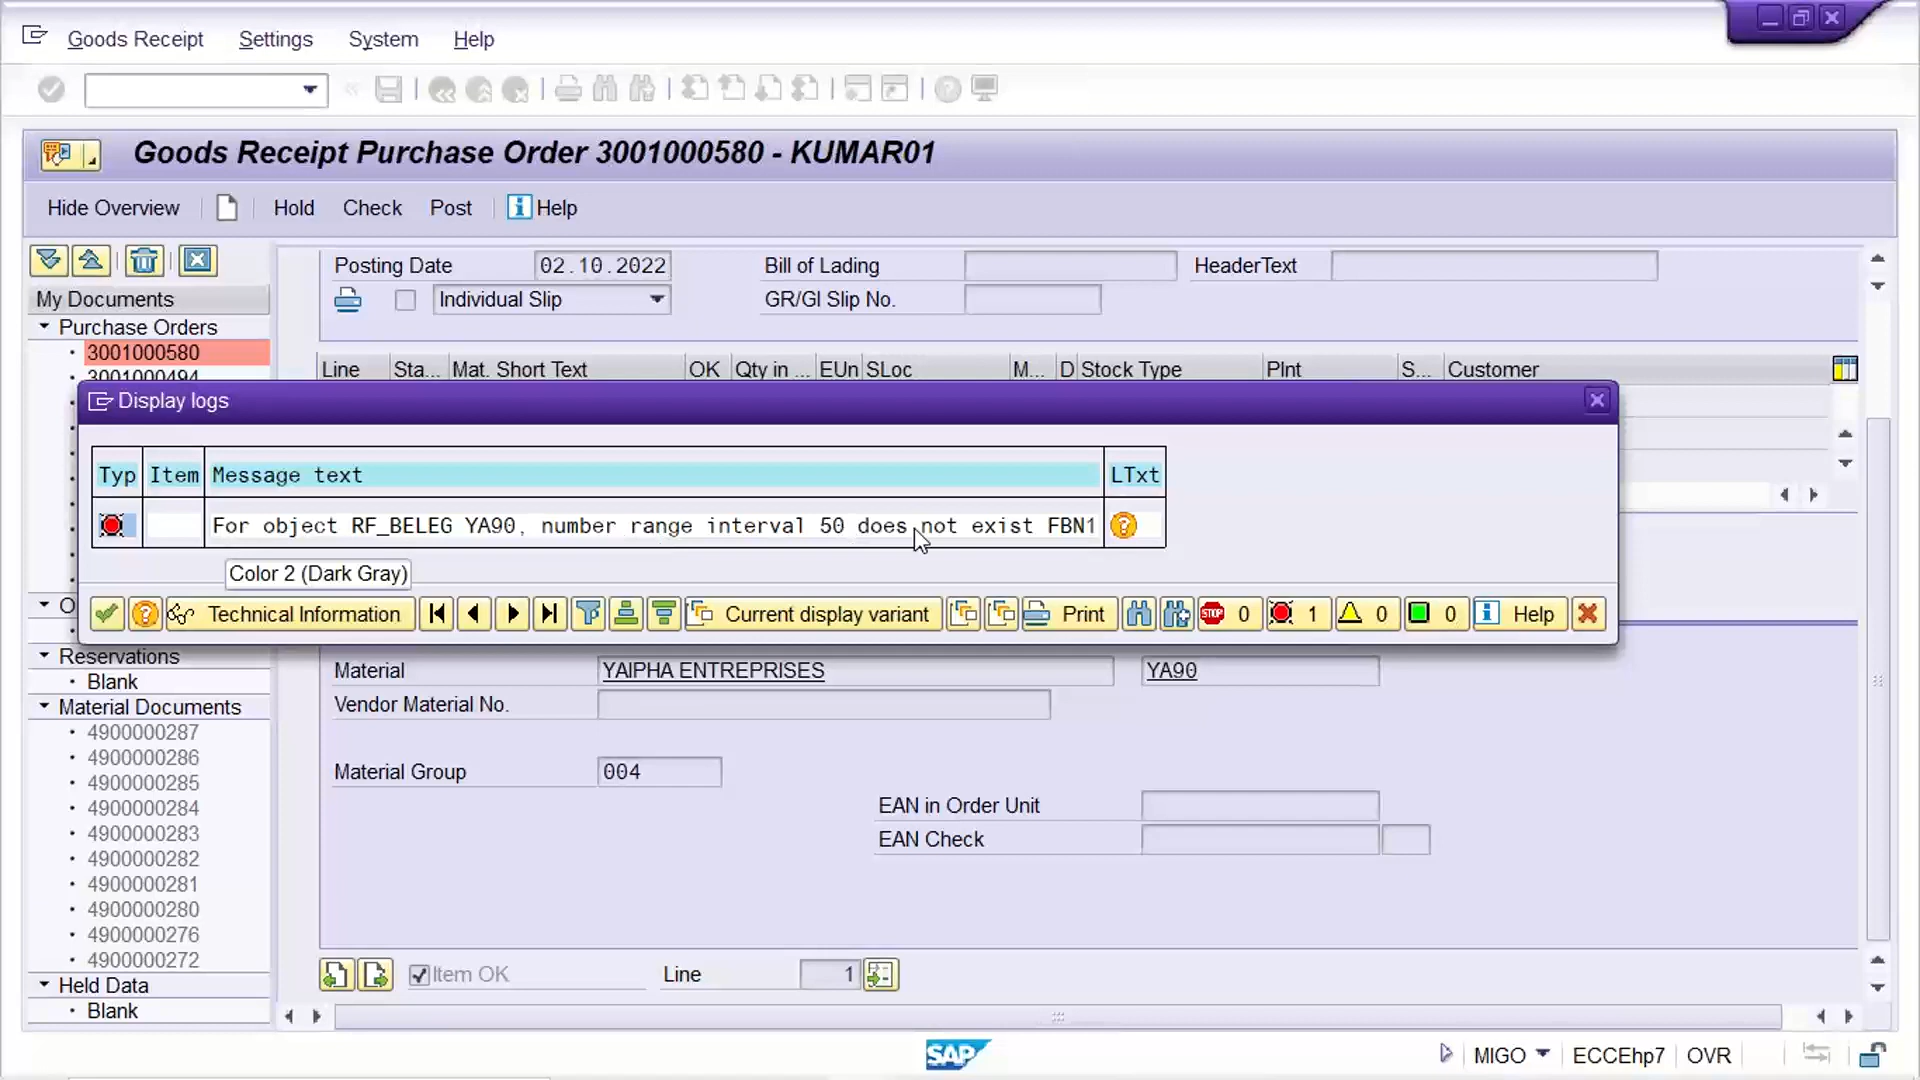 Goods Receipt Settings System Help
Goods Receipt Purchase Order 3001000580 - KUMAR01
Hide Overview Hold Check Post Help
Posting Date 02.10.2022 Bill of Lading HeaderText
Individual Slip GR/GI Slip No.
My Documents
Purchase Orders
3001000580
3001000494
Line Sta... Mat. Short Text OK Qty in ... EUn SLoc M... D Stock Type Plnt S... Customer
Display logs
Typ Item Message text LTxt
For object RF_BELEG YA90, number range interval 50 does not exist FBN1
Color 2 (Dark Gray)
Technical Information Current display variant Print STOP 0 1 0 0 Help
O
Reservations
Blank
Material Documents
4900000287
4900000286
4900000285
4900000284
4900000283
4900000282
4900000281
4900000280
4900000276
4900000272
Held Data
Blank
Material YAIPHA ENTREPRISES YA90
Vendor Material No.
Material Group 004
EAN in Order Unit
EAN Check
Item OK Line 1
SAP MIGO ECCEhp7 OVR